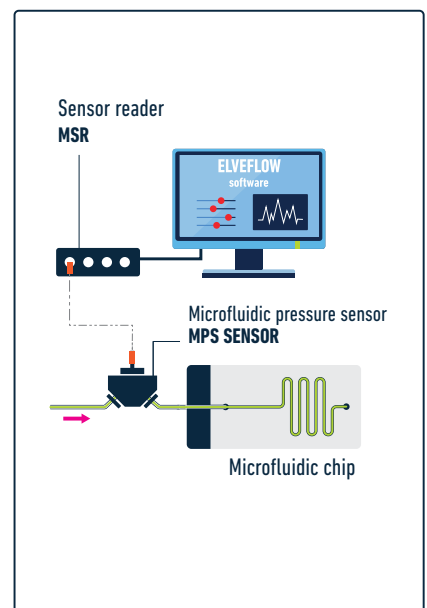 Sensor reader
MSR
ELVEFLOW
software
Microfluidic pressure sensor
MPS SENSOR
Microfluidic chip